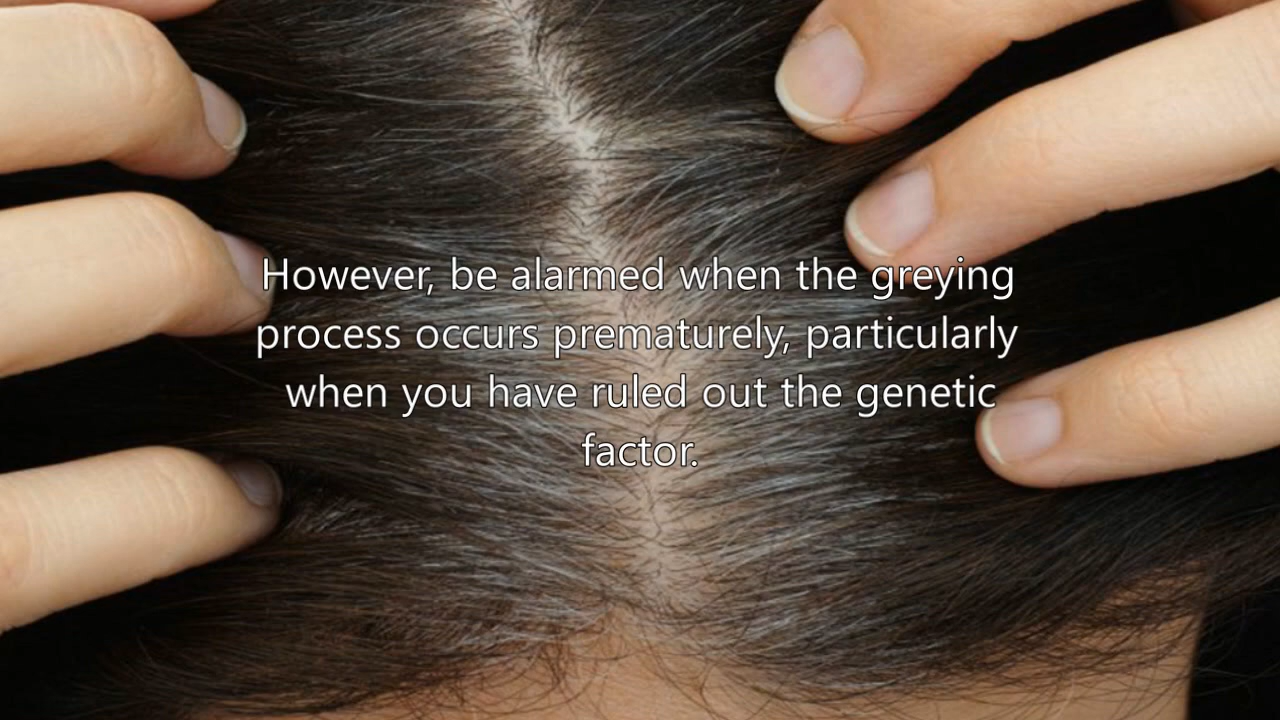 However, be alarmed when the greying
process occurs prematurely, particularly
when you have ruled out the genetic
factor.